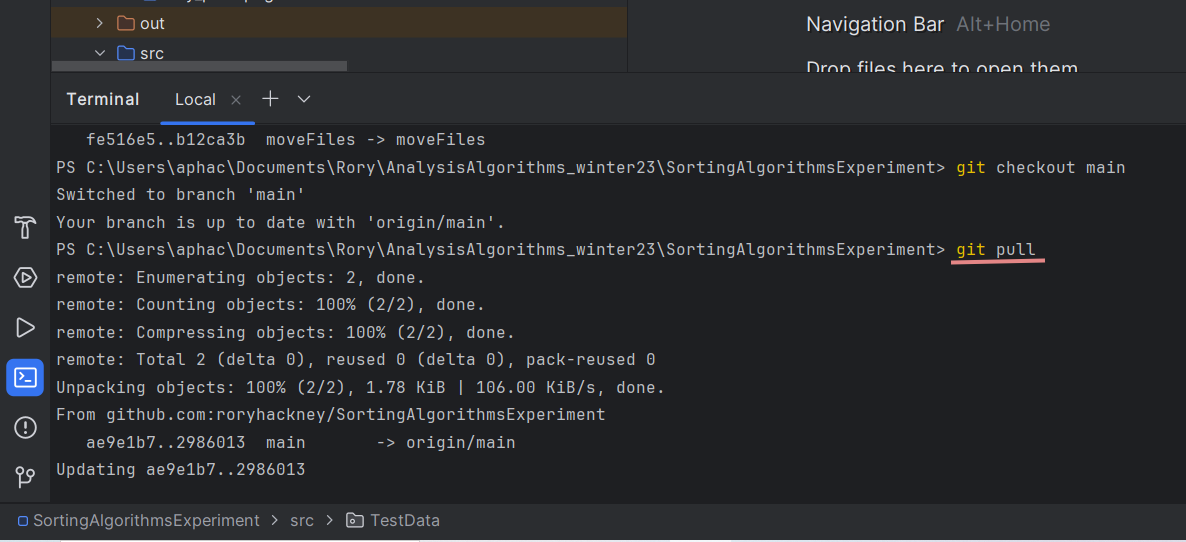 out
src
Navigation Bar Alt+Home
Drop files here to open them
Terminal Local
fe516e5..b12ca3b  moveFiles -> moveFiles
PS C:\Users\aphac\Documents\Rory\AnalysisAlgorithms_winter23\SortingAlgorithmsExperiment> git checkout main
Switched to branch 'main'
Your branch is up to date with 'origin/main'.
PS C:\Users\aphac\Documents\Rory\AnalysisAlgorithms_winter23\SortingAlgorithmsExperiment> git pull
remote: Enumerating objects: 2, done.
remote: Counting objects: 100% (2/2), done.
remote: Compressing objects: 100% (2/2), done.
remote: Total 2 (delta 0), reused 0 (delta 0), pack-reused 0
Unpacking objects: 100% (2/2), 1.78 KiB | 106.00 KiB/s, done.
From github.com:roryhackney/SortingAlgorithmsExperiment
ae9e1b7..2986013  main       -> origin/main
Updating ae9e1b7..2986013
SortingAlgorithmsExperiment > src > TestData